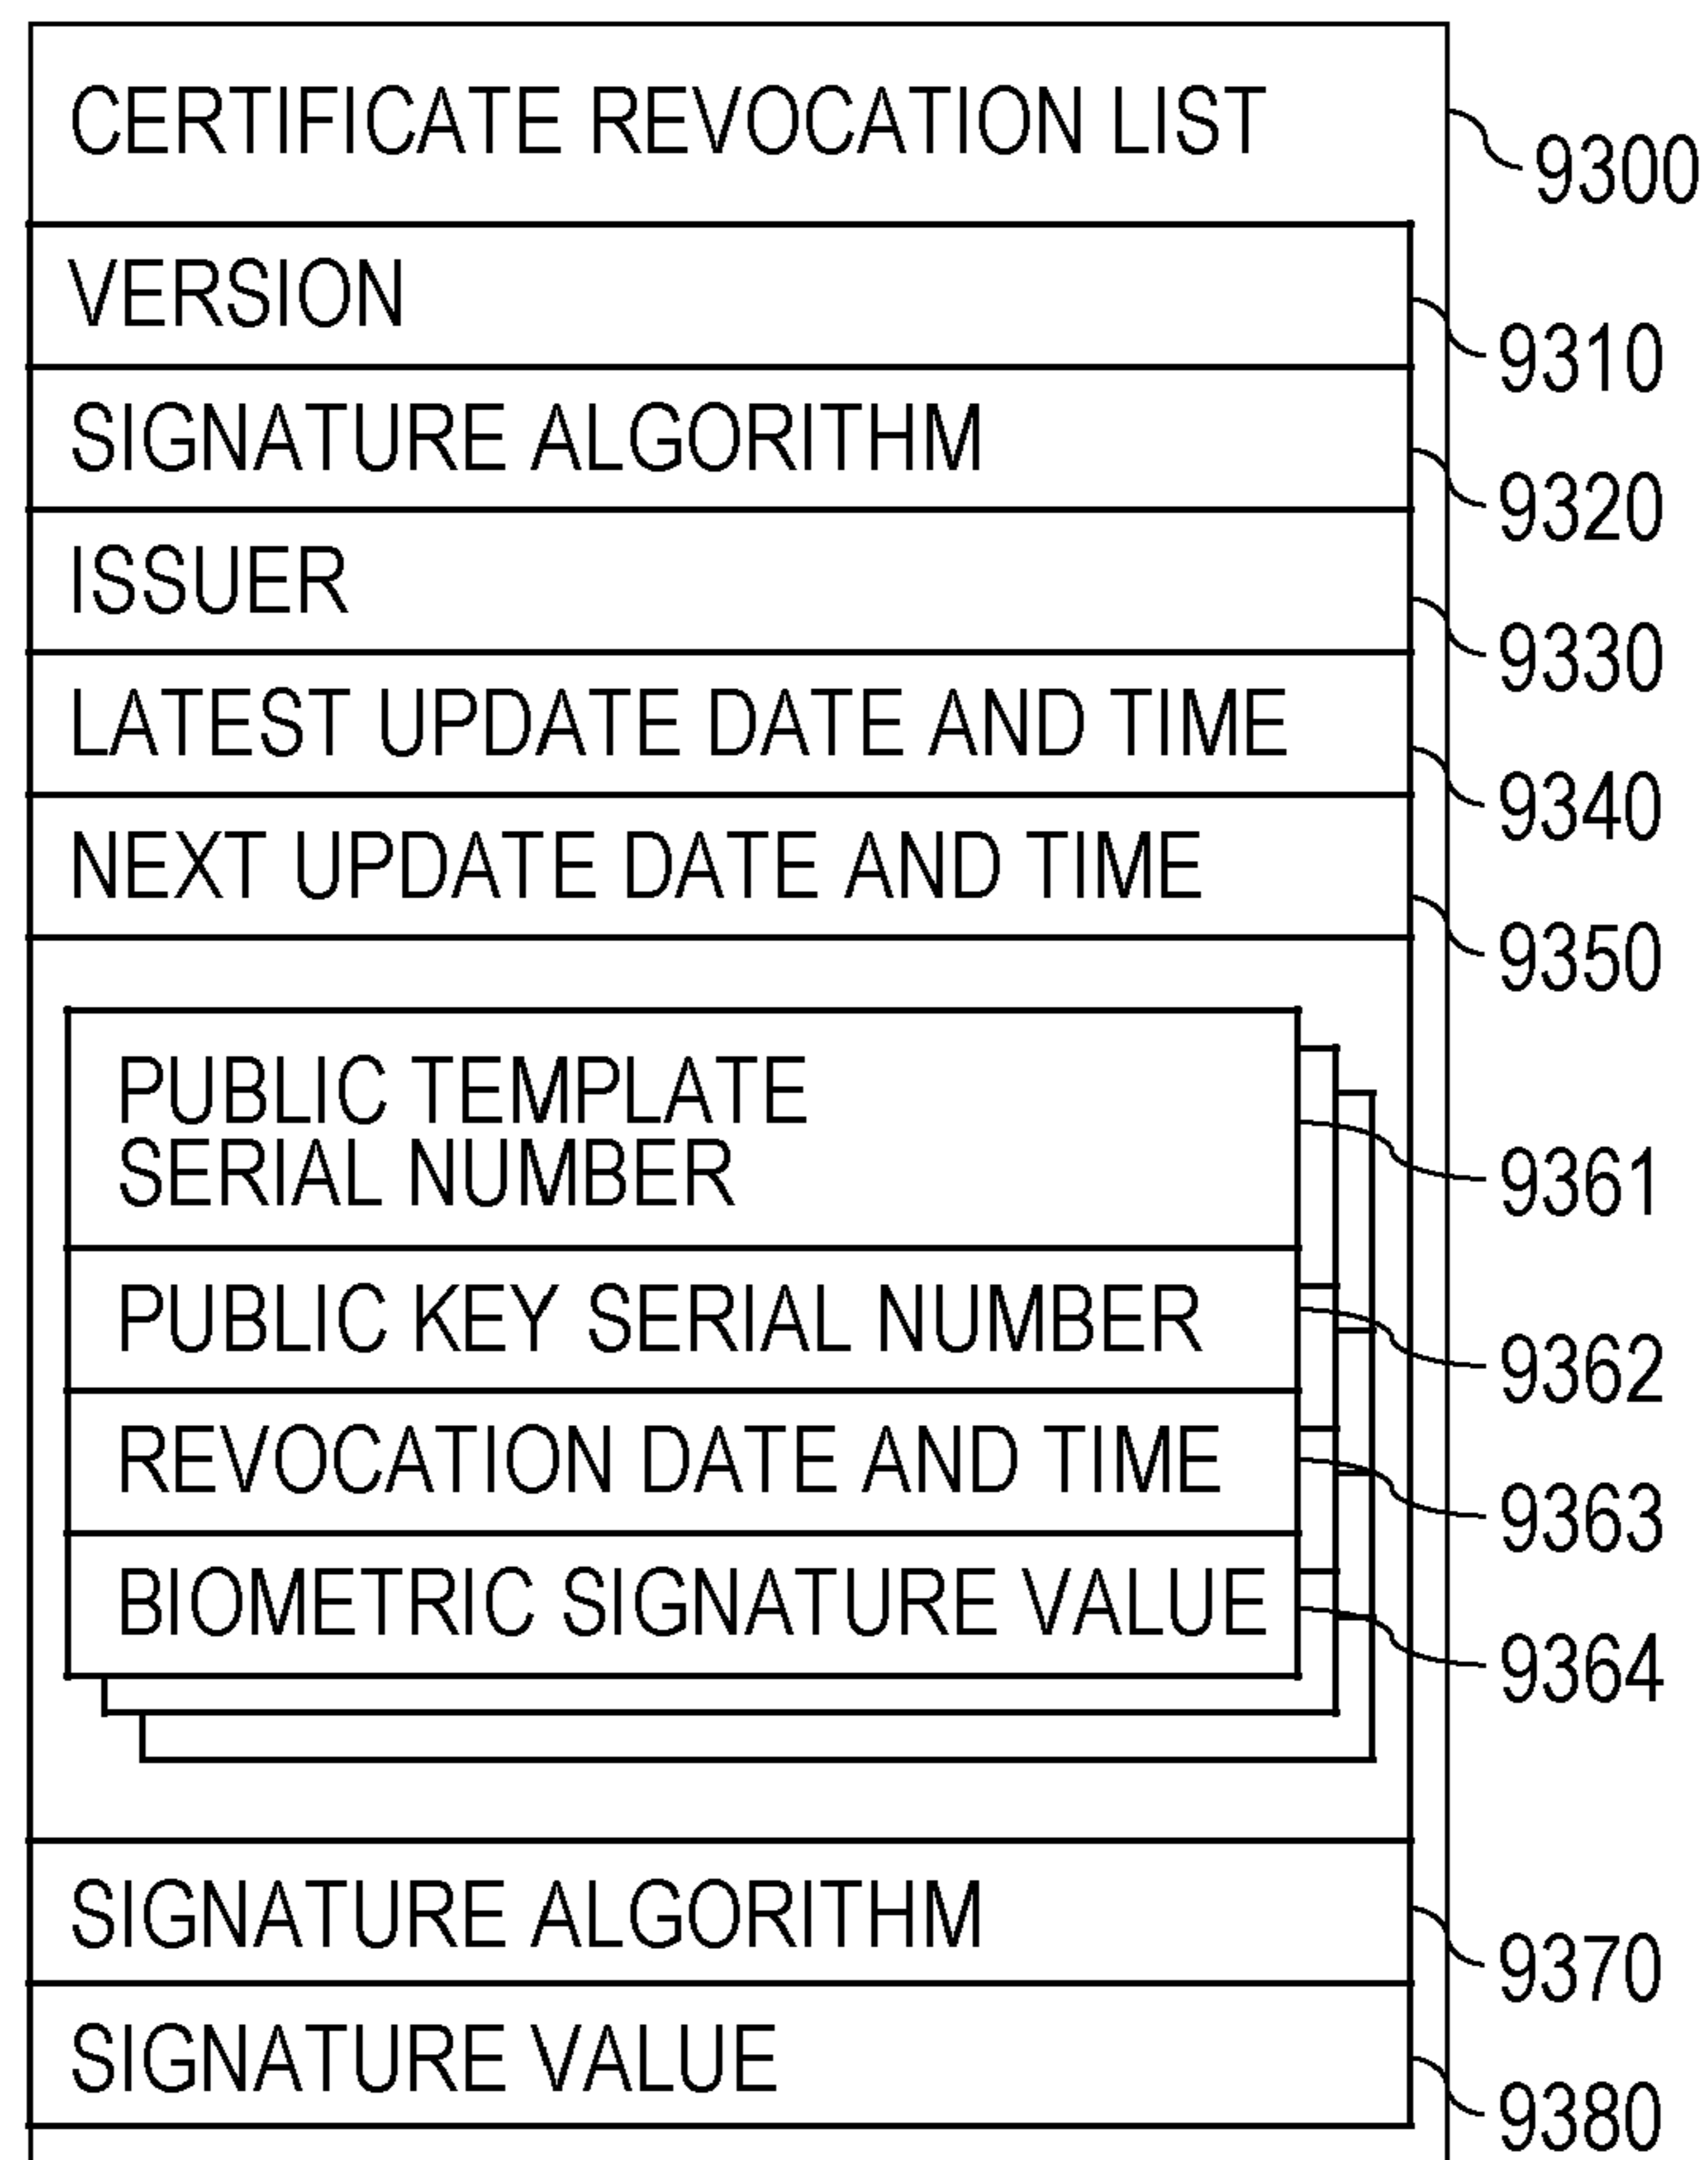 CERTIFICATE REVOCATION LIST
9300
VERSION
9310
SIGNATURE ALGORITHM
9320
ISSUER
9330
LATEST UPDATE DATE AND TIME
9340
NEXT UPDATE DATE AND TIME
9350
PUBLIC TEMPLATE
SERIAL NUMBER
9361
PUBLIC KEY SERIAL NUMBER
9362
REVOCATION DATE AND TIME
9363
BIOMETRIC SIGNATURE VALUE
9364
SIGNATURE ALGORITHM
9370
SIGNATURE VALUE
9380